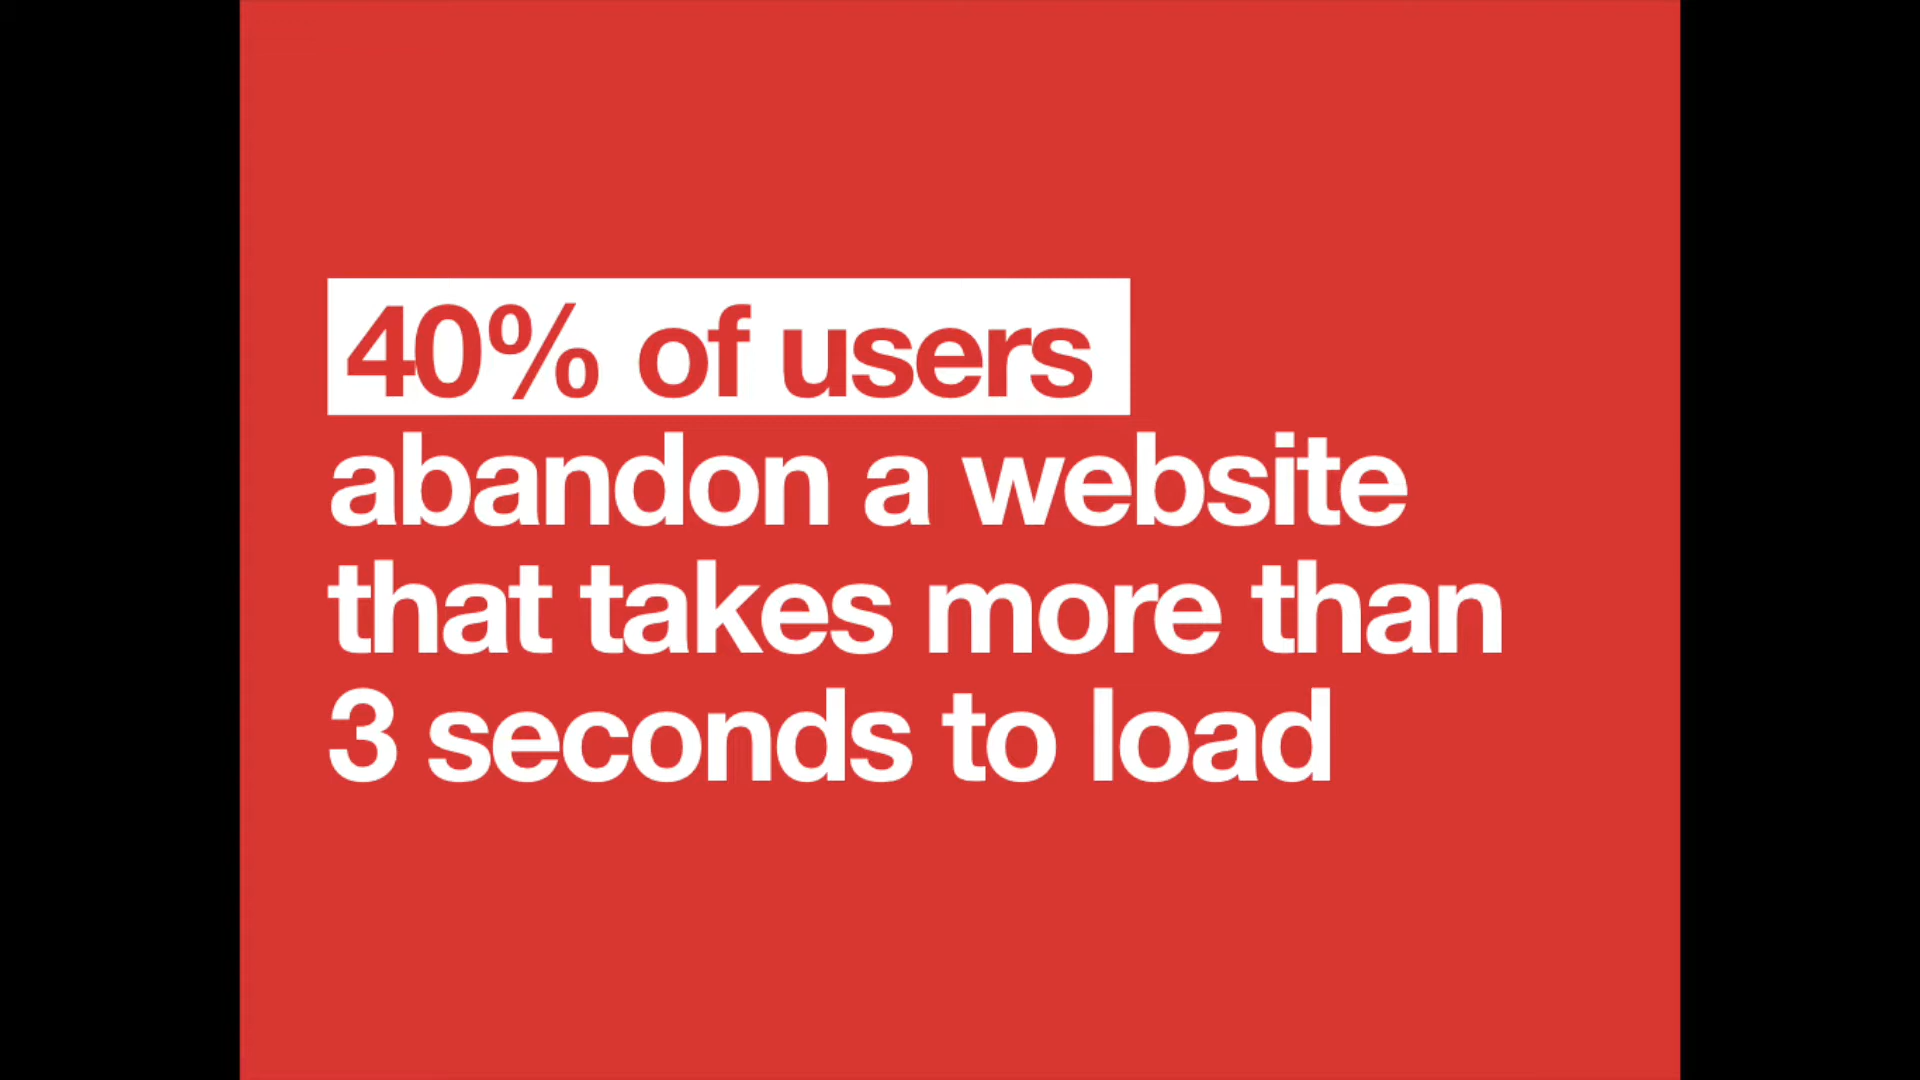 40% of users
abandon a website
that takes more than
3 seconds to load